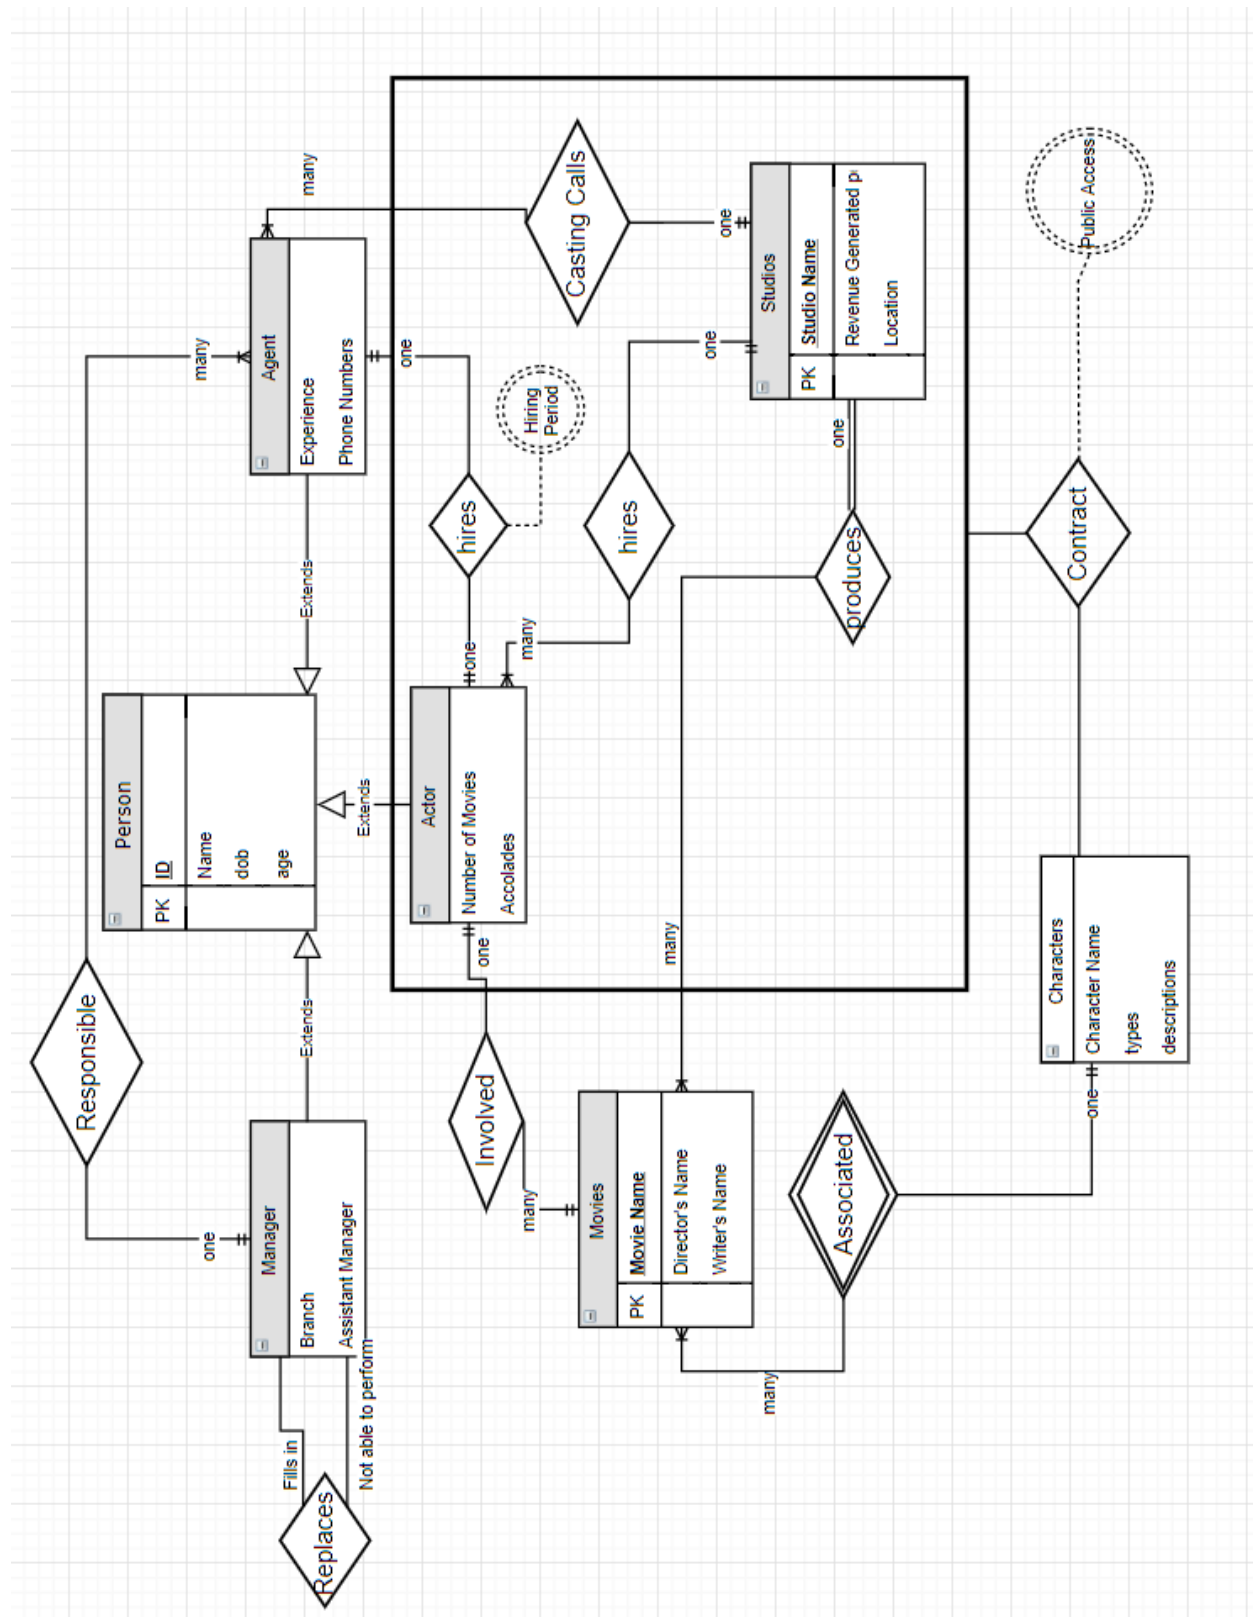 Responsible
one
many
Manager
Branch
Assistant Manager
Fills in
Not able to perform
Replaces
Extends
Person
PK
ID
Name
dob
age
Extends
Agent
Experience
Phone Numbers
many
Extends
Actor
Number of Movies
Accolades
one
hires
one
Hiring
Period
Casting Calls
one
many
hires
one
Studios
PK
Studio Name
Revenue Generated
Location
one
produces
many
one
Involved
many
Movies
PK
Movie Name
Director's Name
Writer's Name
many
Associated
one
Characters
Character Name
types
descriptions
Contract
Public Access